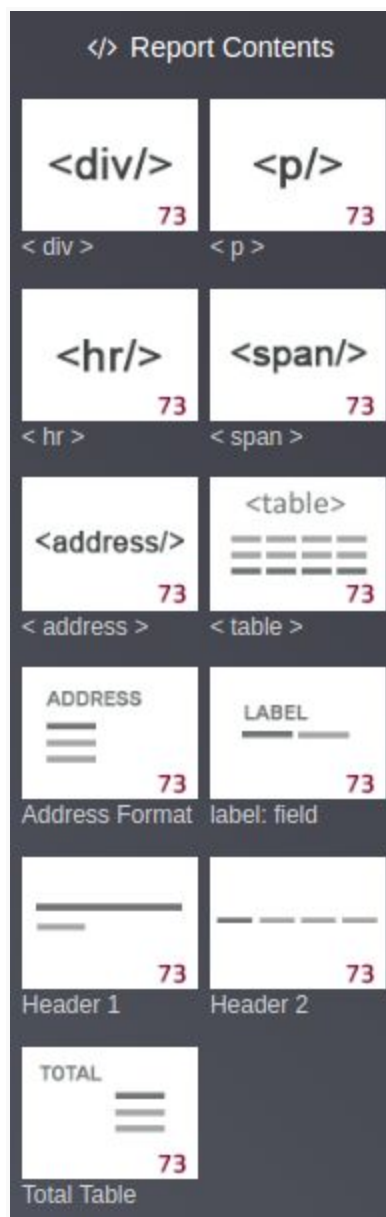 </> Report Contents
<div/> <p/>
73 73
< div > < p >
<hr/> <span/>
73 73
< hr > < span >
<address/> <table>
73 73
< address > < table >
ADDRESS LABEL
73 73
Address Format label: field
73 73
Header 1 Header 2
TOTAL
73
Total Table